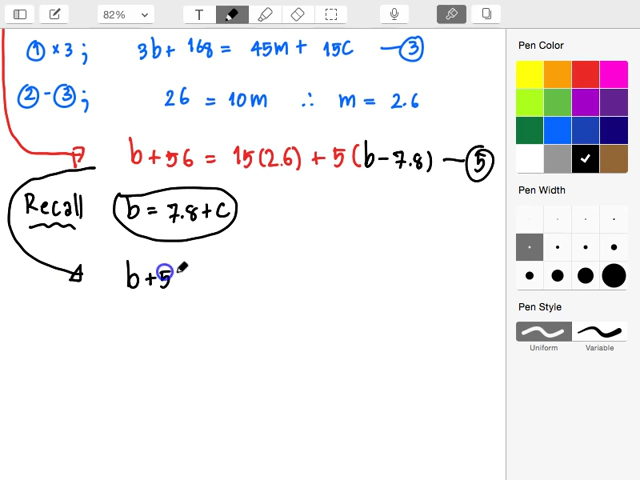 82% T
① × 3 ; 3b + 168 = 45m + 15c — ③
② - ③ ; 26 = 10m ∴ m = 2.6
b + 56 = 15(2.6) + 5(b - 7.8) — ⑤
Recall b = 7.8 + c
b + 5
Pen Color
Pen Width
Pen Style
Uniform Variable